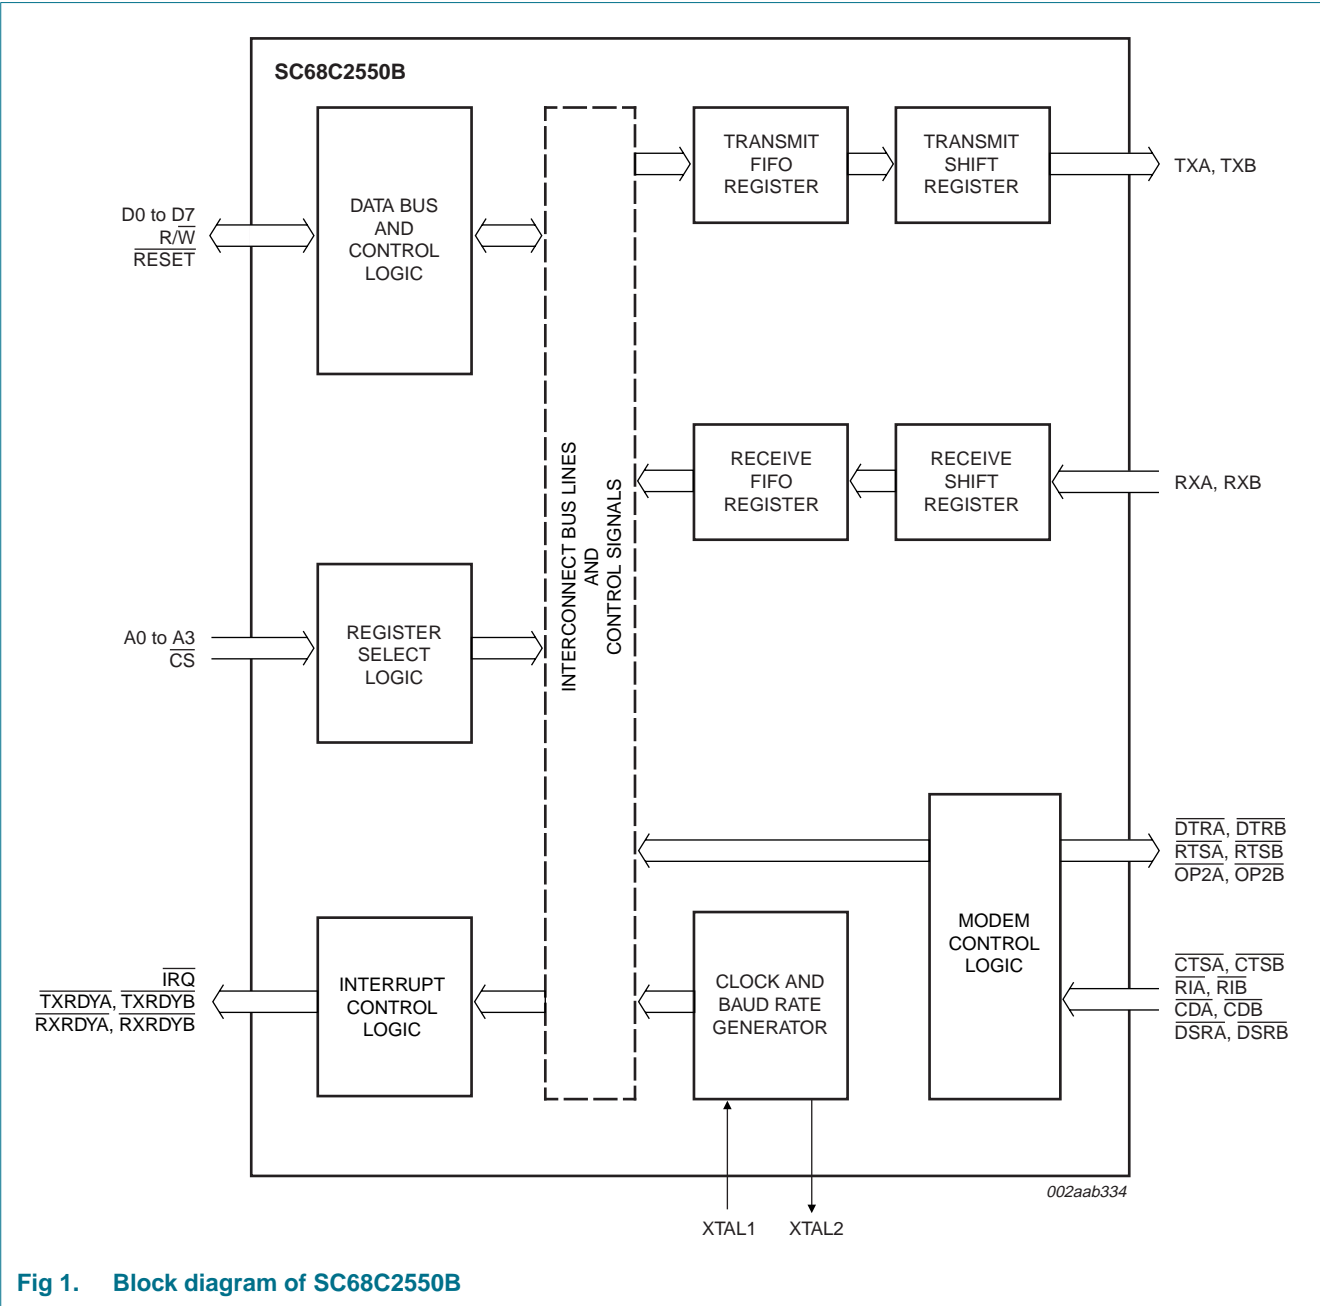 SC68C2550B
D0 to D7
R/W
RESET
DATA BUS
AND
CONTROL
LOGIC
TRANSMIT
FIFO
REGISTER
TRANSMIT
SHIFT
REGISTER
TXA, TXB
INTERCONNECT BUS LINES
AND
CONTROL SIGNALS
RECEIVE
FIFO
REGISTER
RECEIVE
SHIFT
REGISTER
RXA, RXB
A0 to A3
CS
REGISTER
SELECT
LOGIC
MODEM
CONTROL
LOGIC
DTRA, DTRB
RTSA, RTSB
OP2A, OP2B
CTSA, CTSB
RIA, RIB
CDA, CDB
DSRA, DSRB
IRQ
TXRDYA, TXRDYB
RXRDYA, RXRDYB
INTERRUPT
CONTROL
LOGIC
CLOCK AND
BAUD RATE
GENERATOR
XTAL1
XTAL2
002aab334
Fig 1. Block diagram of SC68C2550B